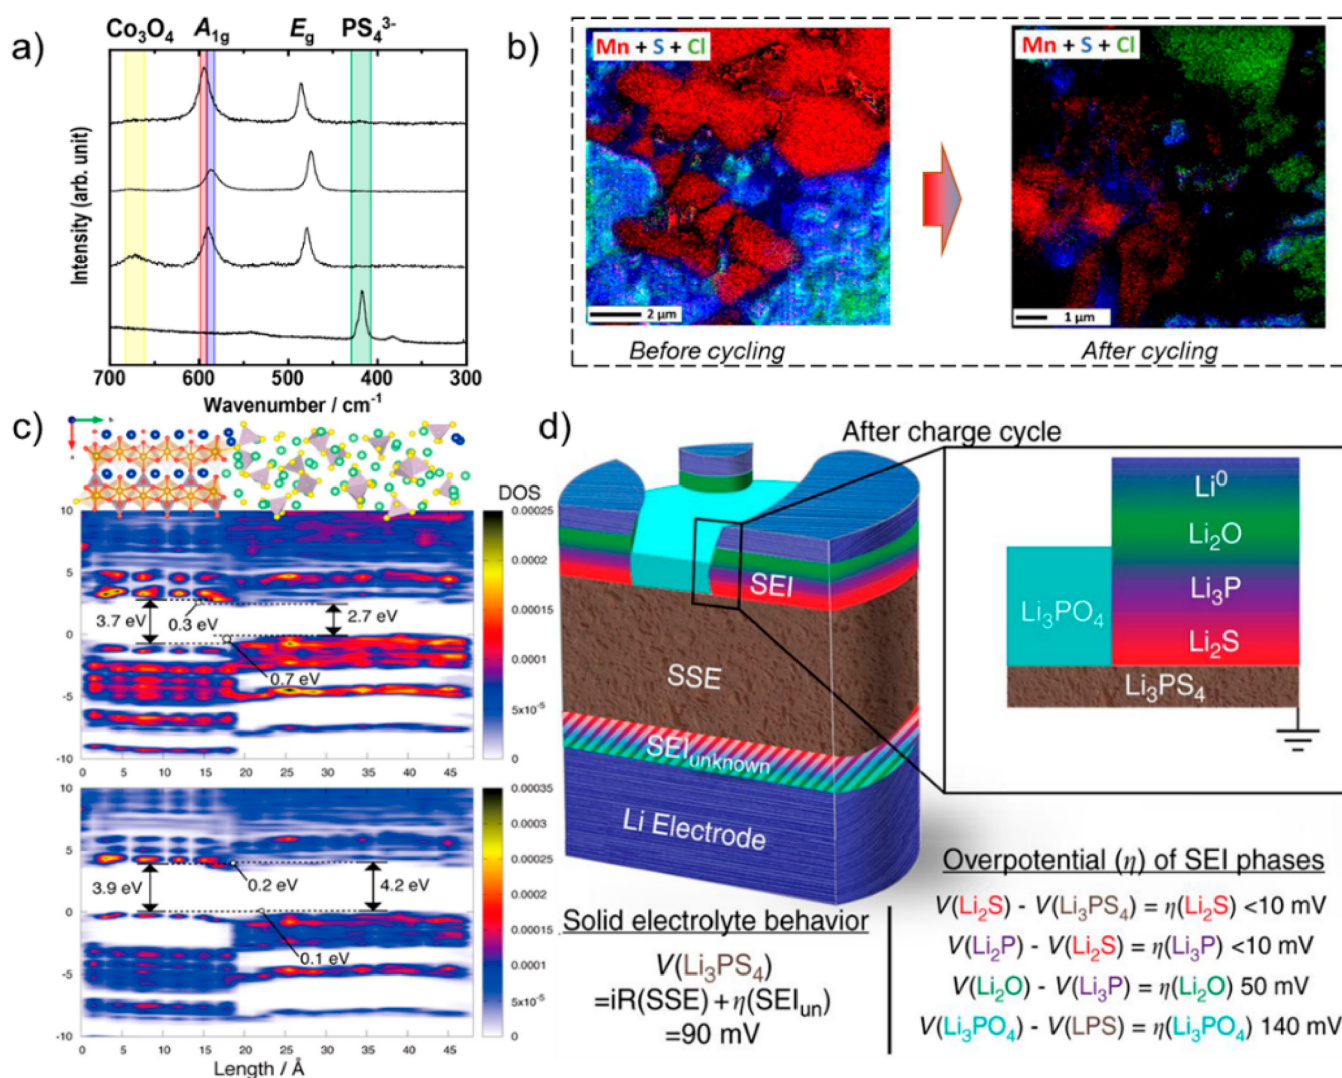 a)
Co₃O₄ A₁g Eg PS₄³⁻
Intensity (arb. unit)
700 600 500 400 300
Wavenumber / cm⁻¹
b)
Mn + S + Cl
2 μm
Before cycling
Mn + S + Cl
1 μm
After cycling
c)
DOS
10
5
0
-5
-10
3.7 eV
0.3 eV
2.7 eV
0.7 eV
0.00025
0.0002
0.00015
0.0001
5x10⁻⁵
0
0 5 10 15 20 25 30 35 40 45
10
5
0
-5
-10
3.9 eV
0.2 eV
4.2 eV
0.1 eV
0.00035
0.0003
0.00025
0.0002
0.00015
0.0001
5x10⁻⁵
0
0 5 10 15 20 25 30 35 40 45
Length / Å
d)
After charge cycle
SEI
SSE
SEIunknown
Li Electrode
Li⁰
Li₂O
Li₃P
Li₂S
Li₃PO₄
Li₃PS₄
Solid electrolyte behavior
V(Li₃PS₄)
=iR(SSE) + η(SEIun)
=90 mV
Overpotential (η) of SEI phases
V(Li₂S) - V(Li₃PS₄) = η(Li₂S) <10 mV
V(Li₂P) - V(Li₂S) = η(Li₃P) <10 mV
V(Li₂O) - V(Li₃P) = η(Li₂O) 50 mV
V(Li₃PO₄) - V(LPS) = η(Li₃PO₄) 140 mV